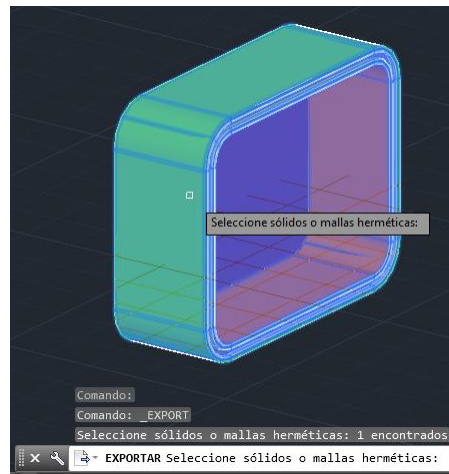 Seleccione sólidos o mallas herméticas:
Comando:
Comando: _EXPORT
Seleccione sólidos o mallas herméticas: 1 encontrados
EXPORTAR Seleccione sólidos o mallas herméticas: